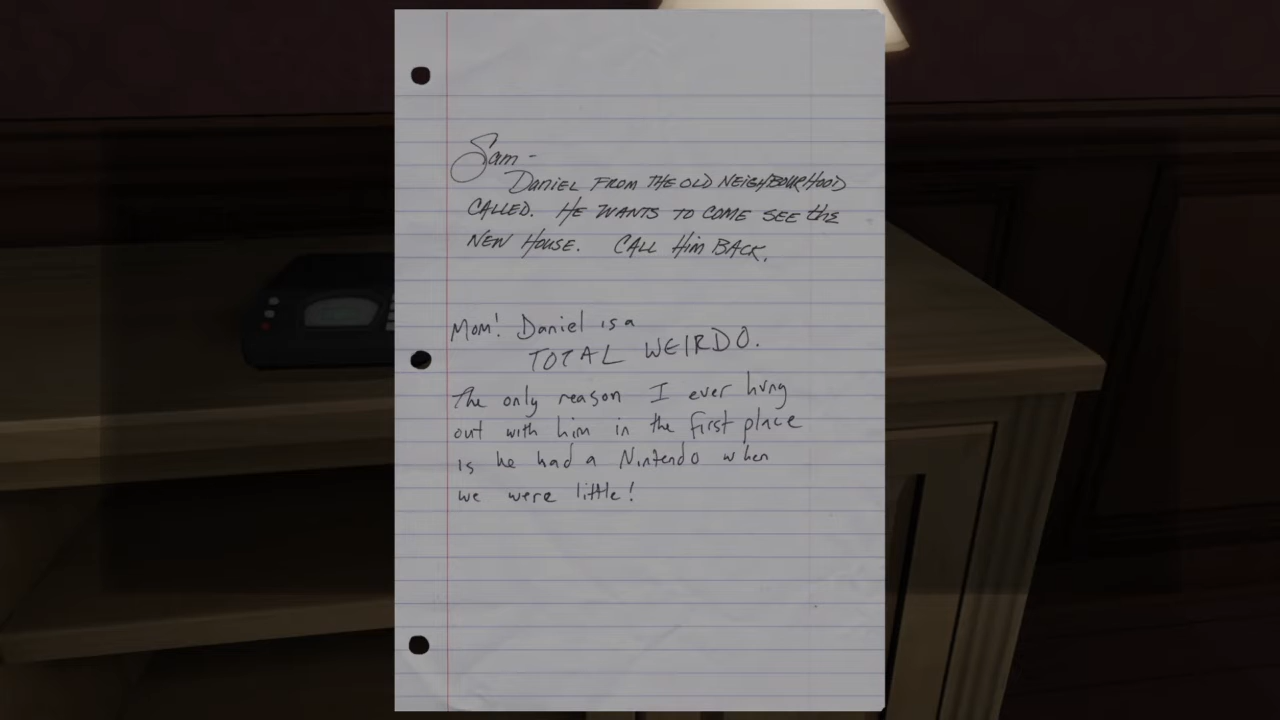 Sam -
DANIEL FROM THE OLD NEIGHBOURHOOD
CALLED. HE WANTS TO COME SEE the
NEW HOUSE. CALL HIM BACK.
Mom! Daniel is a
TOTAL WEIRDO.
The only reason I ever hung
out with him in the first place
is he had a Nintendo when
we were little!